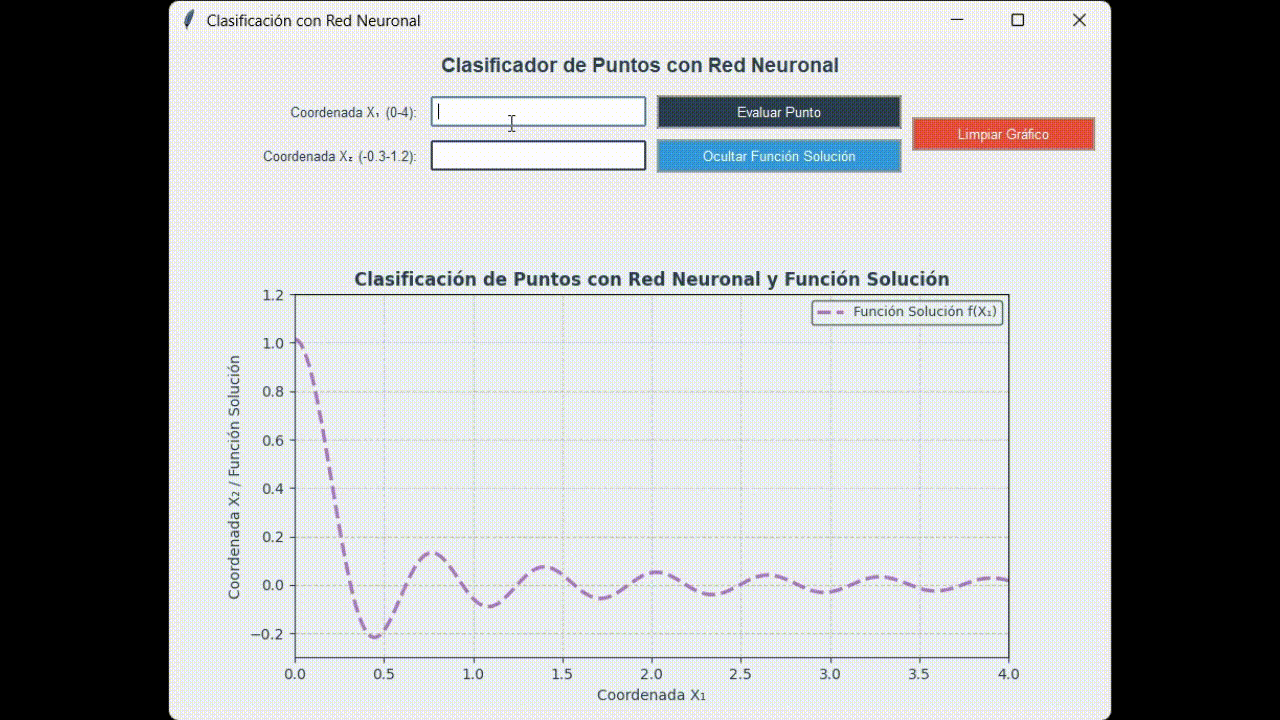 Clasificación con Red Neuronal
Clasificador de Puntos con Red Neuronal
Coordenada X₁ (0-4):
Evaluar Punto
Limpiar Gráfico
Coordenada X₂ (-0.3-1.2):
Ocultar Función Solución
Clasificación de Puntos con Red Neuronal y Función Solución
Función Solución f(X₁)
Coordenada X₂ / Función Solución
1.2
1.0
0.8
0.6
0.4
0.2
0.0
−0.2
0.0 0.5 1.0 1.5 2.0 2.5 3.0 3.5 4.0
Coordenada X₁